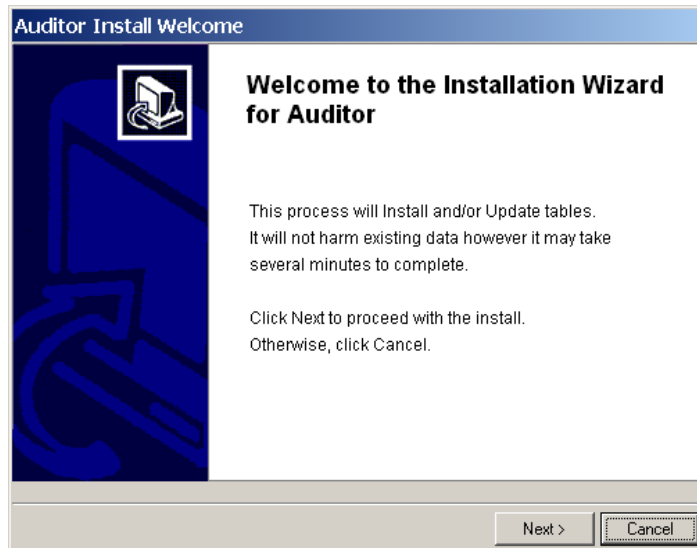 Auditor Install Welcome
Welcome to the Installation Wizard
for Auditor
This process will Install and/or Update tables.
It will not harm existing data however it may take
several minutes to complete.
Click Next to proceed with the install.
Otherwise, click Cancel.
Next >
Cancel